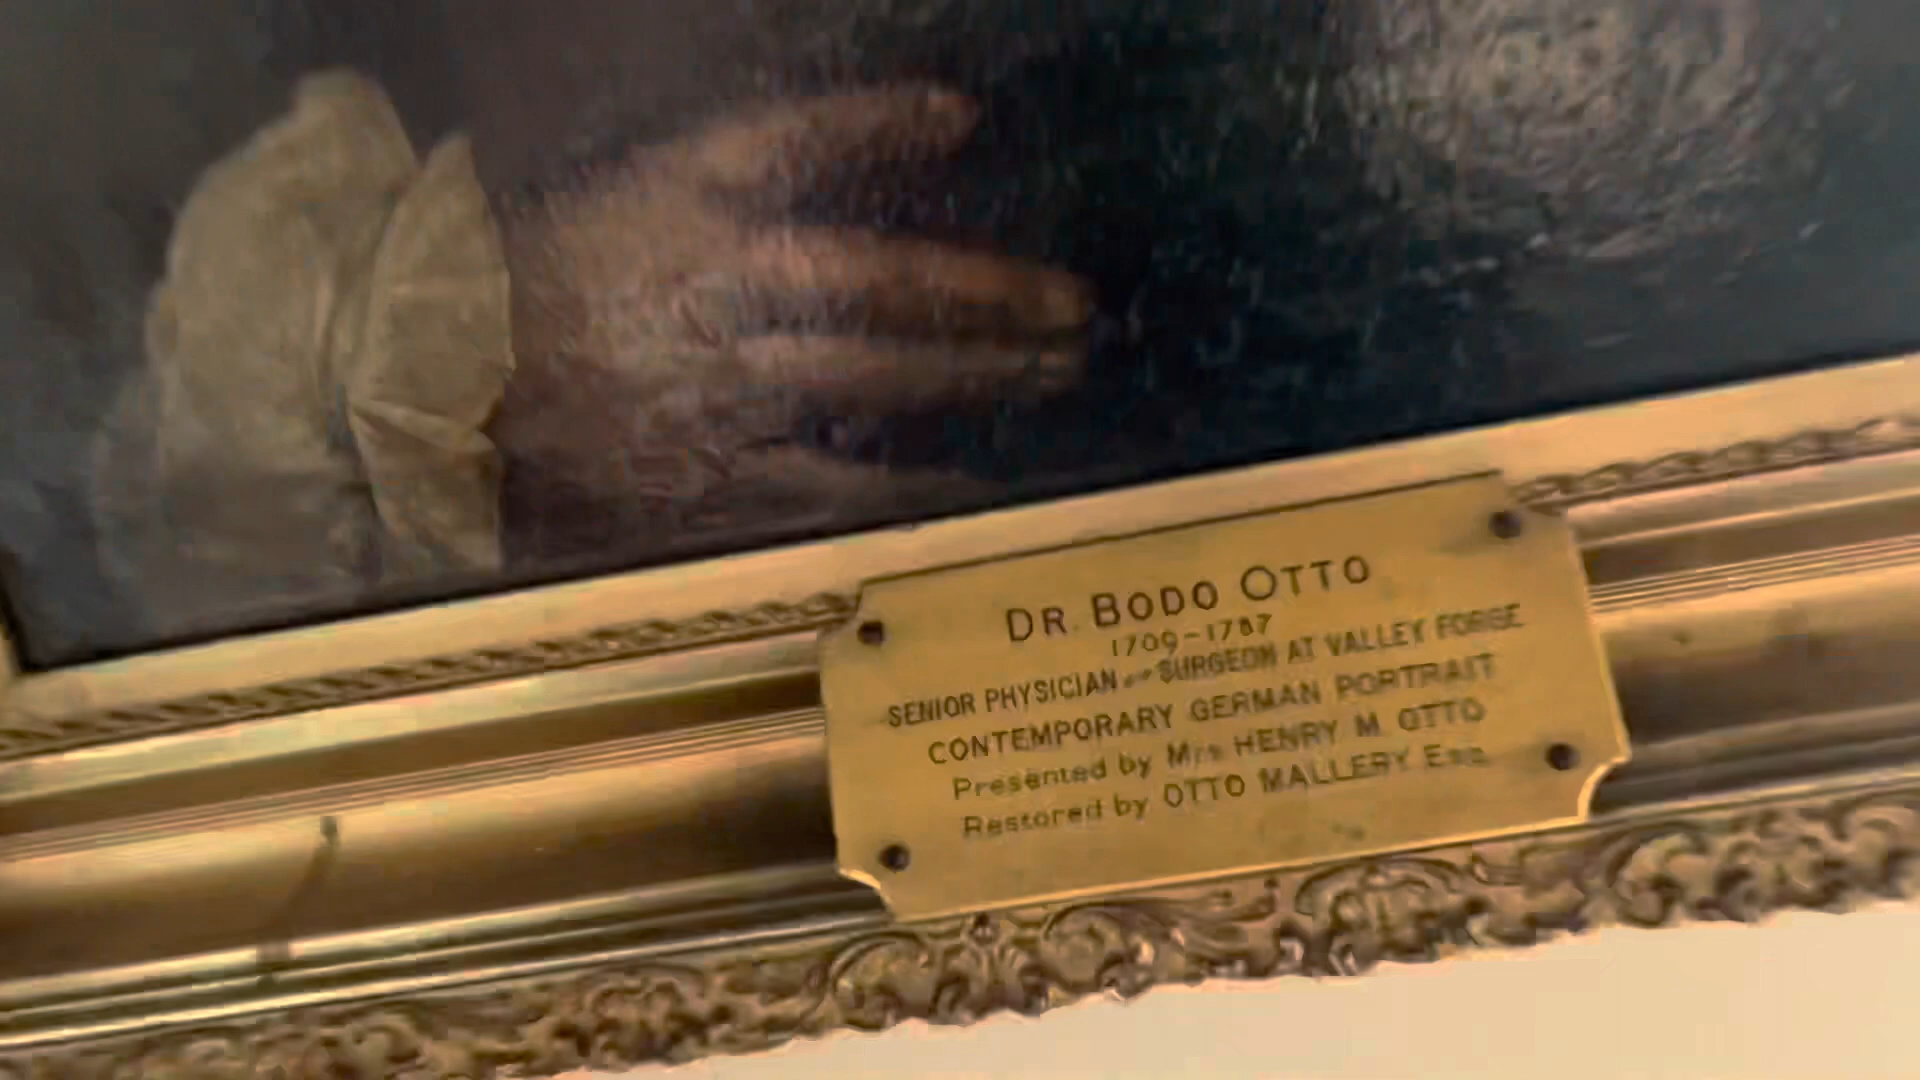 DR. BODO OTTO
1709-1787
SENIOR PHYSICIAN and SURGEON AT VALLEY FORGE
CONTEMPORARY GERMAN PORTRAIT
Presented by Mrs HENRY M. OTTO
Restored by OTTO MALLERY Esq.